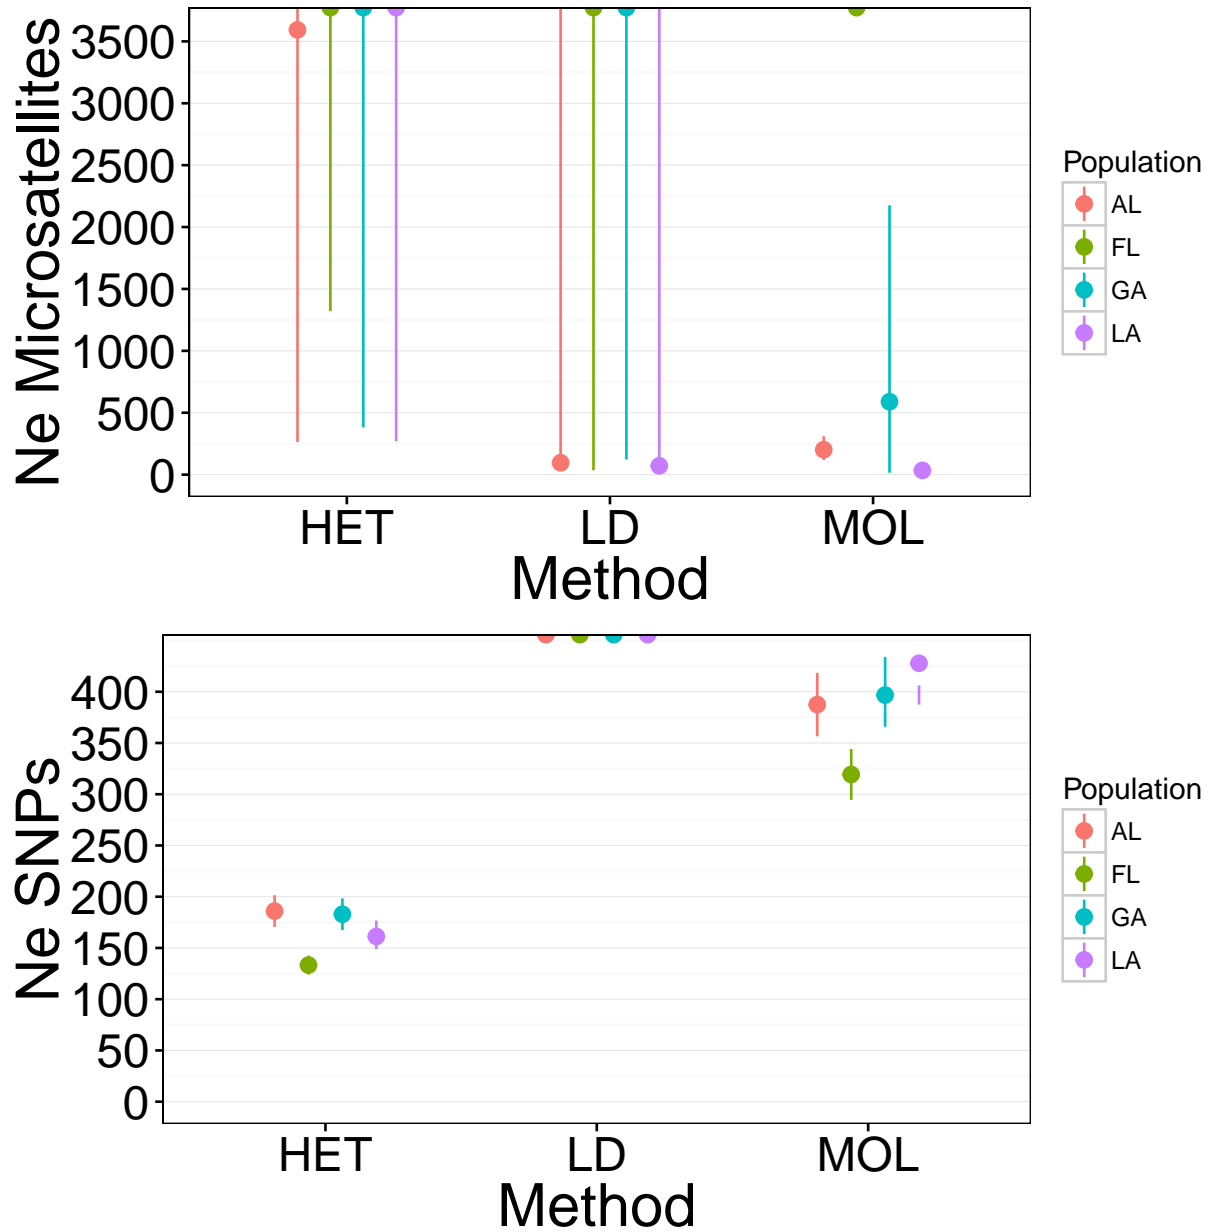 Ne Microsatellites
3500
3000
2500
2000
1500
1000
500
0
HET LD MOL
Method
Population
AL
FL
GA
LA
Ne SNPs
400
350
300
250
200
150
100
50
0
HET LD MOL
Method
Population
AL
FL
GA
LA